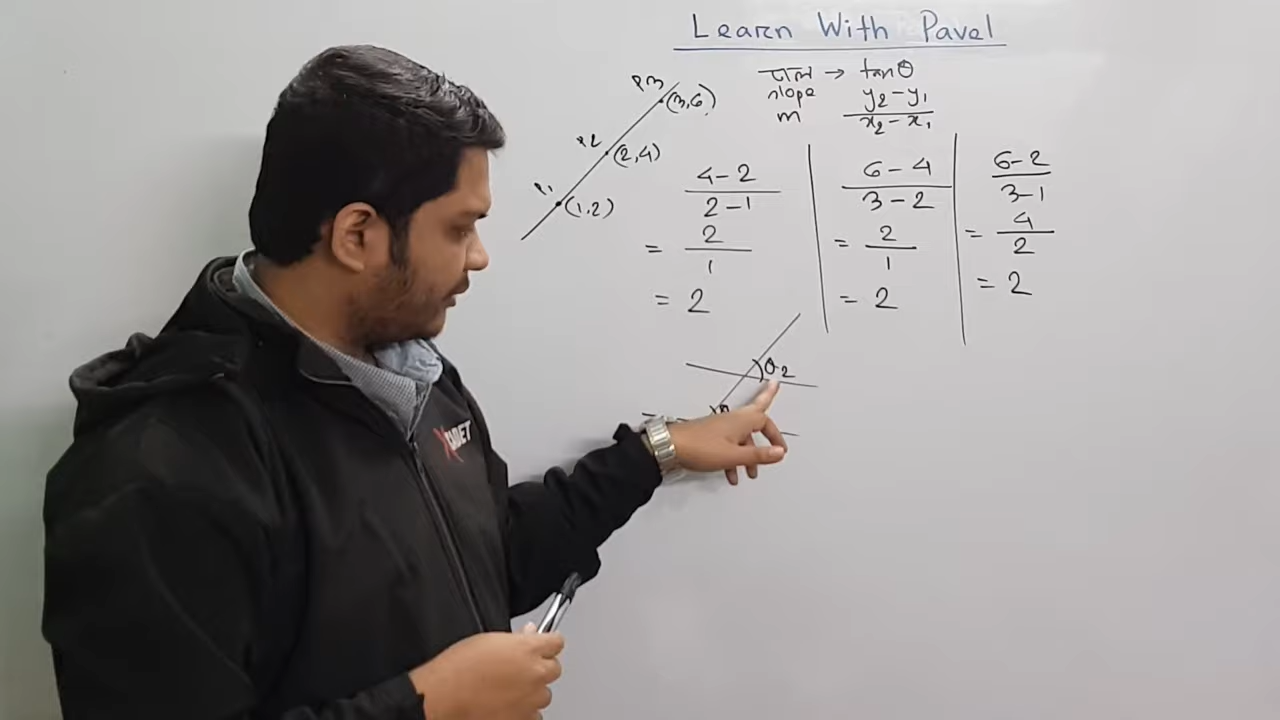 Learn With Pavel
ঢাল → tanθ
slope
m
y₂ - y₁
x₂ - x₁
P3
(3,6)
P2
(2,4)
P1
(1,2)
4-2
2-1
= 2
1
= 2
6-4
3-2
= 2
1
= 2
6-2
3-1
= 4
2
= 2
θ₂